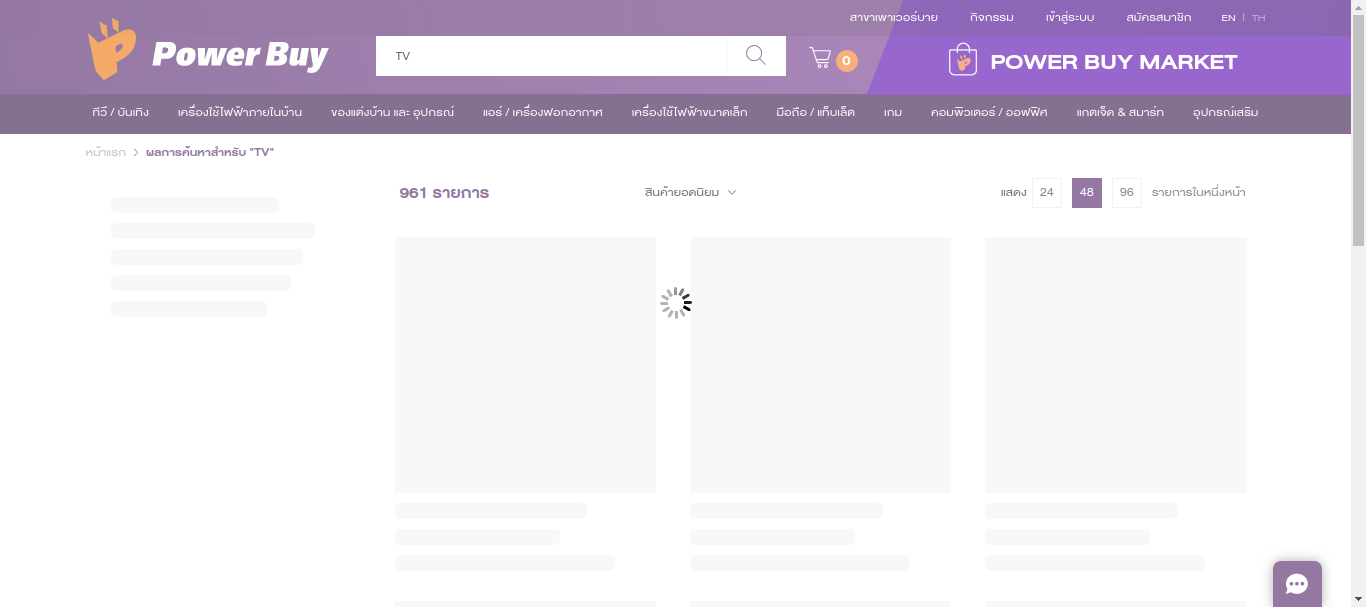 สาขาเพาเวอร์บาย กิจกรรม เข้าสู่ระบบ สมัครสมาชิก EN | TH
Power Buy TV 0 POWER BUY MARKET
ทีวี / บันเทิง เครื่องใช้ไฟฟ้าภายในบ้าน ของแต่งบ้าน และ อุปกรณ์ แอร์ / เครื่องฟอกอากาศ เครื่องใช้ไฟฟ้าขนาดเล็ก มือถือ / แท็บเล็ต เกม คอมพิวเตอร์ / ออฟฟิศ แกดเจ็ด & สมาร์ท อุปกรณ์เสริม
หน้าแรก > ผลการค้นหาสำหรับ "TV"
961 รายการ สินค้ายอดนิยม แสดง 24 48 96 รายการในหนึ่งหน้า